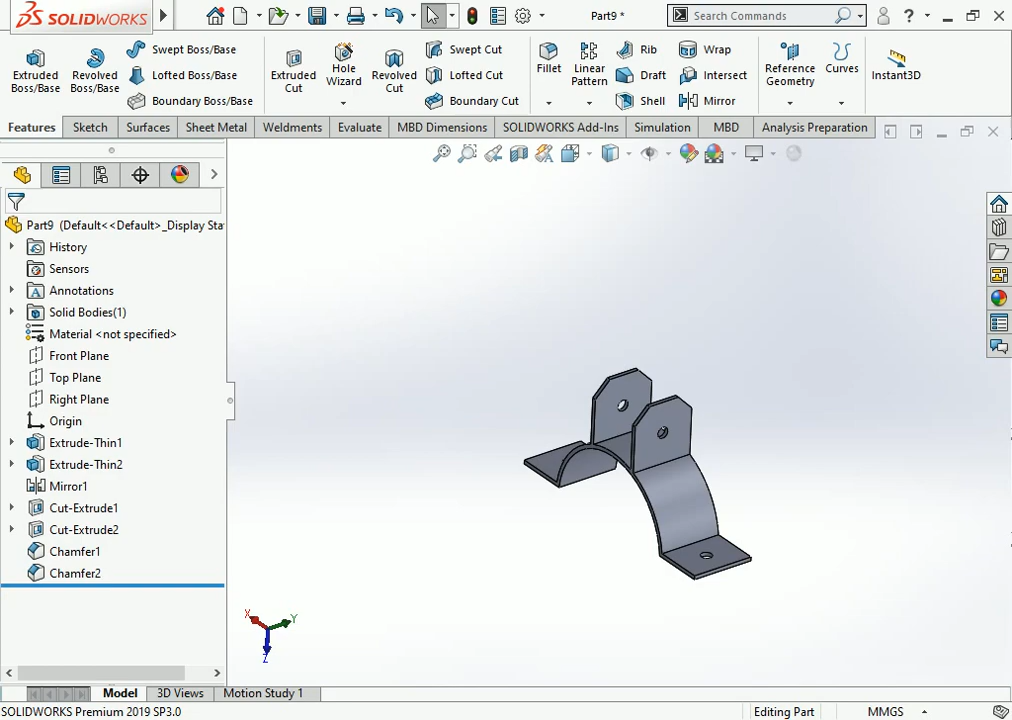 SOLIDWORKS
Part9 *
Search Commands
?
Extruded
Boss/Base
Revolved
Boss/Base
Swept Boss/Base
Lofted Boss/Base
Boundary Boss/Base
Extruded
Cut
Hole
Wizard
Revolved
Cut
Swept Cut
Lofted Cut
Boundary Cut
Fillet
Linear
Pattern
Rib
Draft
Shell
Wrap
Intersect
Mirror
Reference
Geometry
Curves
Instant3D
Features
Sketch
Surfaces
Sheet Metal
Weldments
Evaluate
MBD Dimensions
SOLIDWORKS Add-Ins
Simulation
MBD
Analysis Preparation
Part9 (Default<<Default>_Display Sta
History
Sensors
Annotations
Solid Bodies(1)
Material <not specified>
Front Plane
Top Plane
Right Plane
Origin
Extrude-Thin1
Extrude-Thin2
Mirror1
Cut-Extrude1
Cut-Extrude2
Chamfer1
Chamfer2
X
Y
Z
Model
3D Views
Motion Study 1
SOLIDWORKS Premium 2019 SP3.0
Editing Part
MMGS